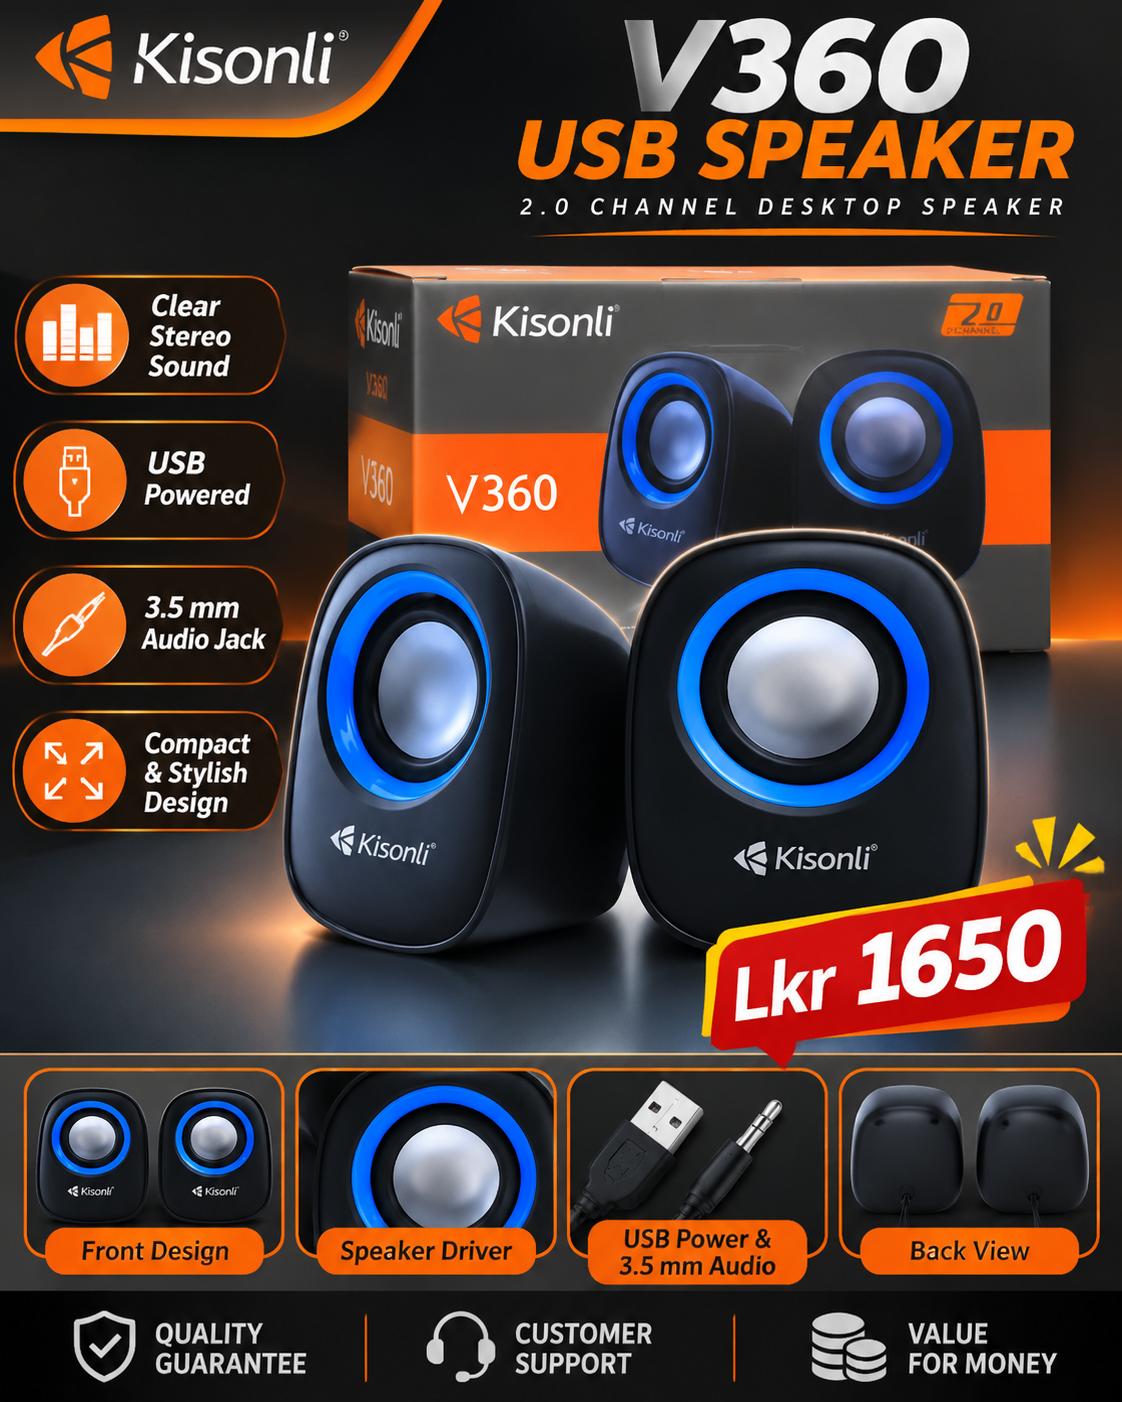 Kisonli®
V360
USB SPEAKER
2.0 CHANNEL DESKTOP SPEAKER
Clear
Stereo
Sound
USB
Powered
3.5 mm
Audio Jack
Compact
& Stylish
Design
Kisonli
V360
V360
Kisonli®
2.0
CHANNEL
V360
Kisonli®
Kisonli®
Kisonli®
Lkr 1650
Kisonli®
Kisonli®
Front Design
Speaker Driver
USB Power &
3.5 mm Audio
Back View
QUALITY
GUARANTEE
CUSTOMER
SUPPORT
VALUE
FOR MONEY